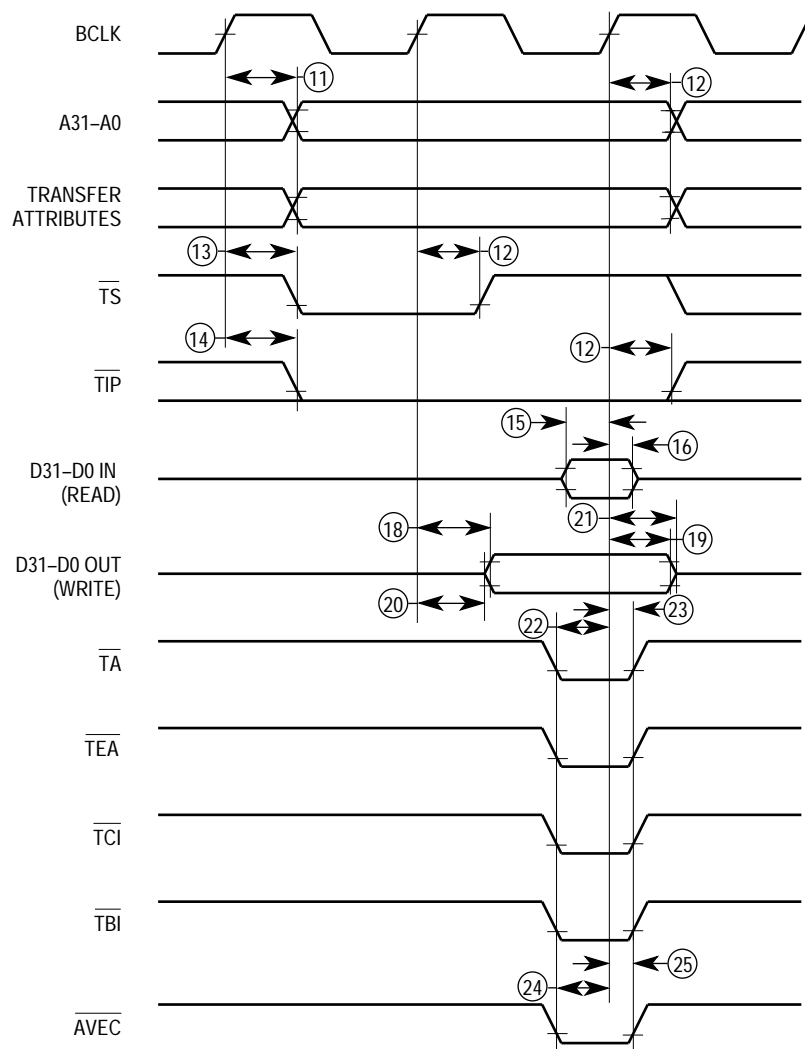 BCLK
11
12
A31–A0
TRANSFER
ATTRIBUTES
13
12
TS
14
12
TIP
15
16
D31–D0 IN
(READ)
21
18
19
D31–D0 OUT
(WRITE)
20
23
22
TA
TEA
TCI
TBI
25
24
AVEC